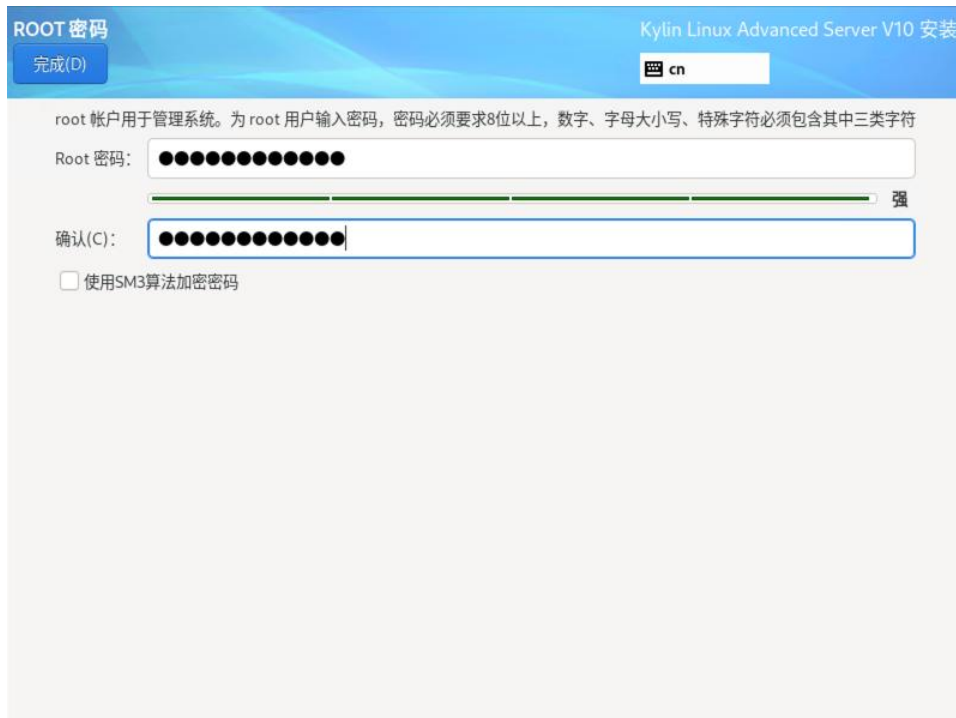 ROOT 密码
Kylin Linux Advanced Server V10 安装
完成(D)
cn
root 帐户用于管理系统。为 root 用户输入密码，密码必须要求8位以上，数字、字母大小写、特殊字符必须包含其中三类字符
Root 密码：
●●●●●●●●●●●●
强
确认(C)：
●●●●●●●●●●●●
使用SM3算法加密密码